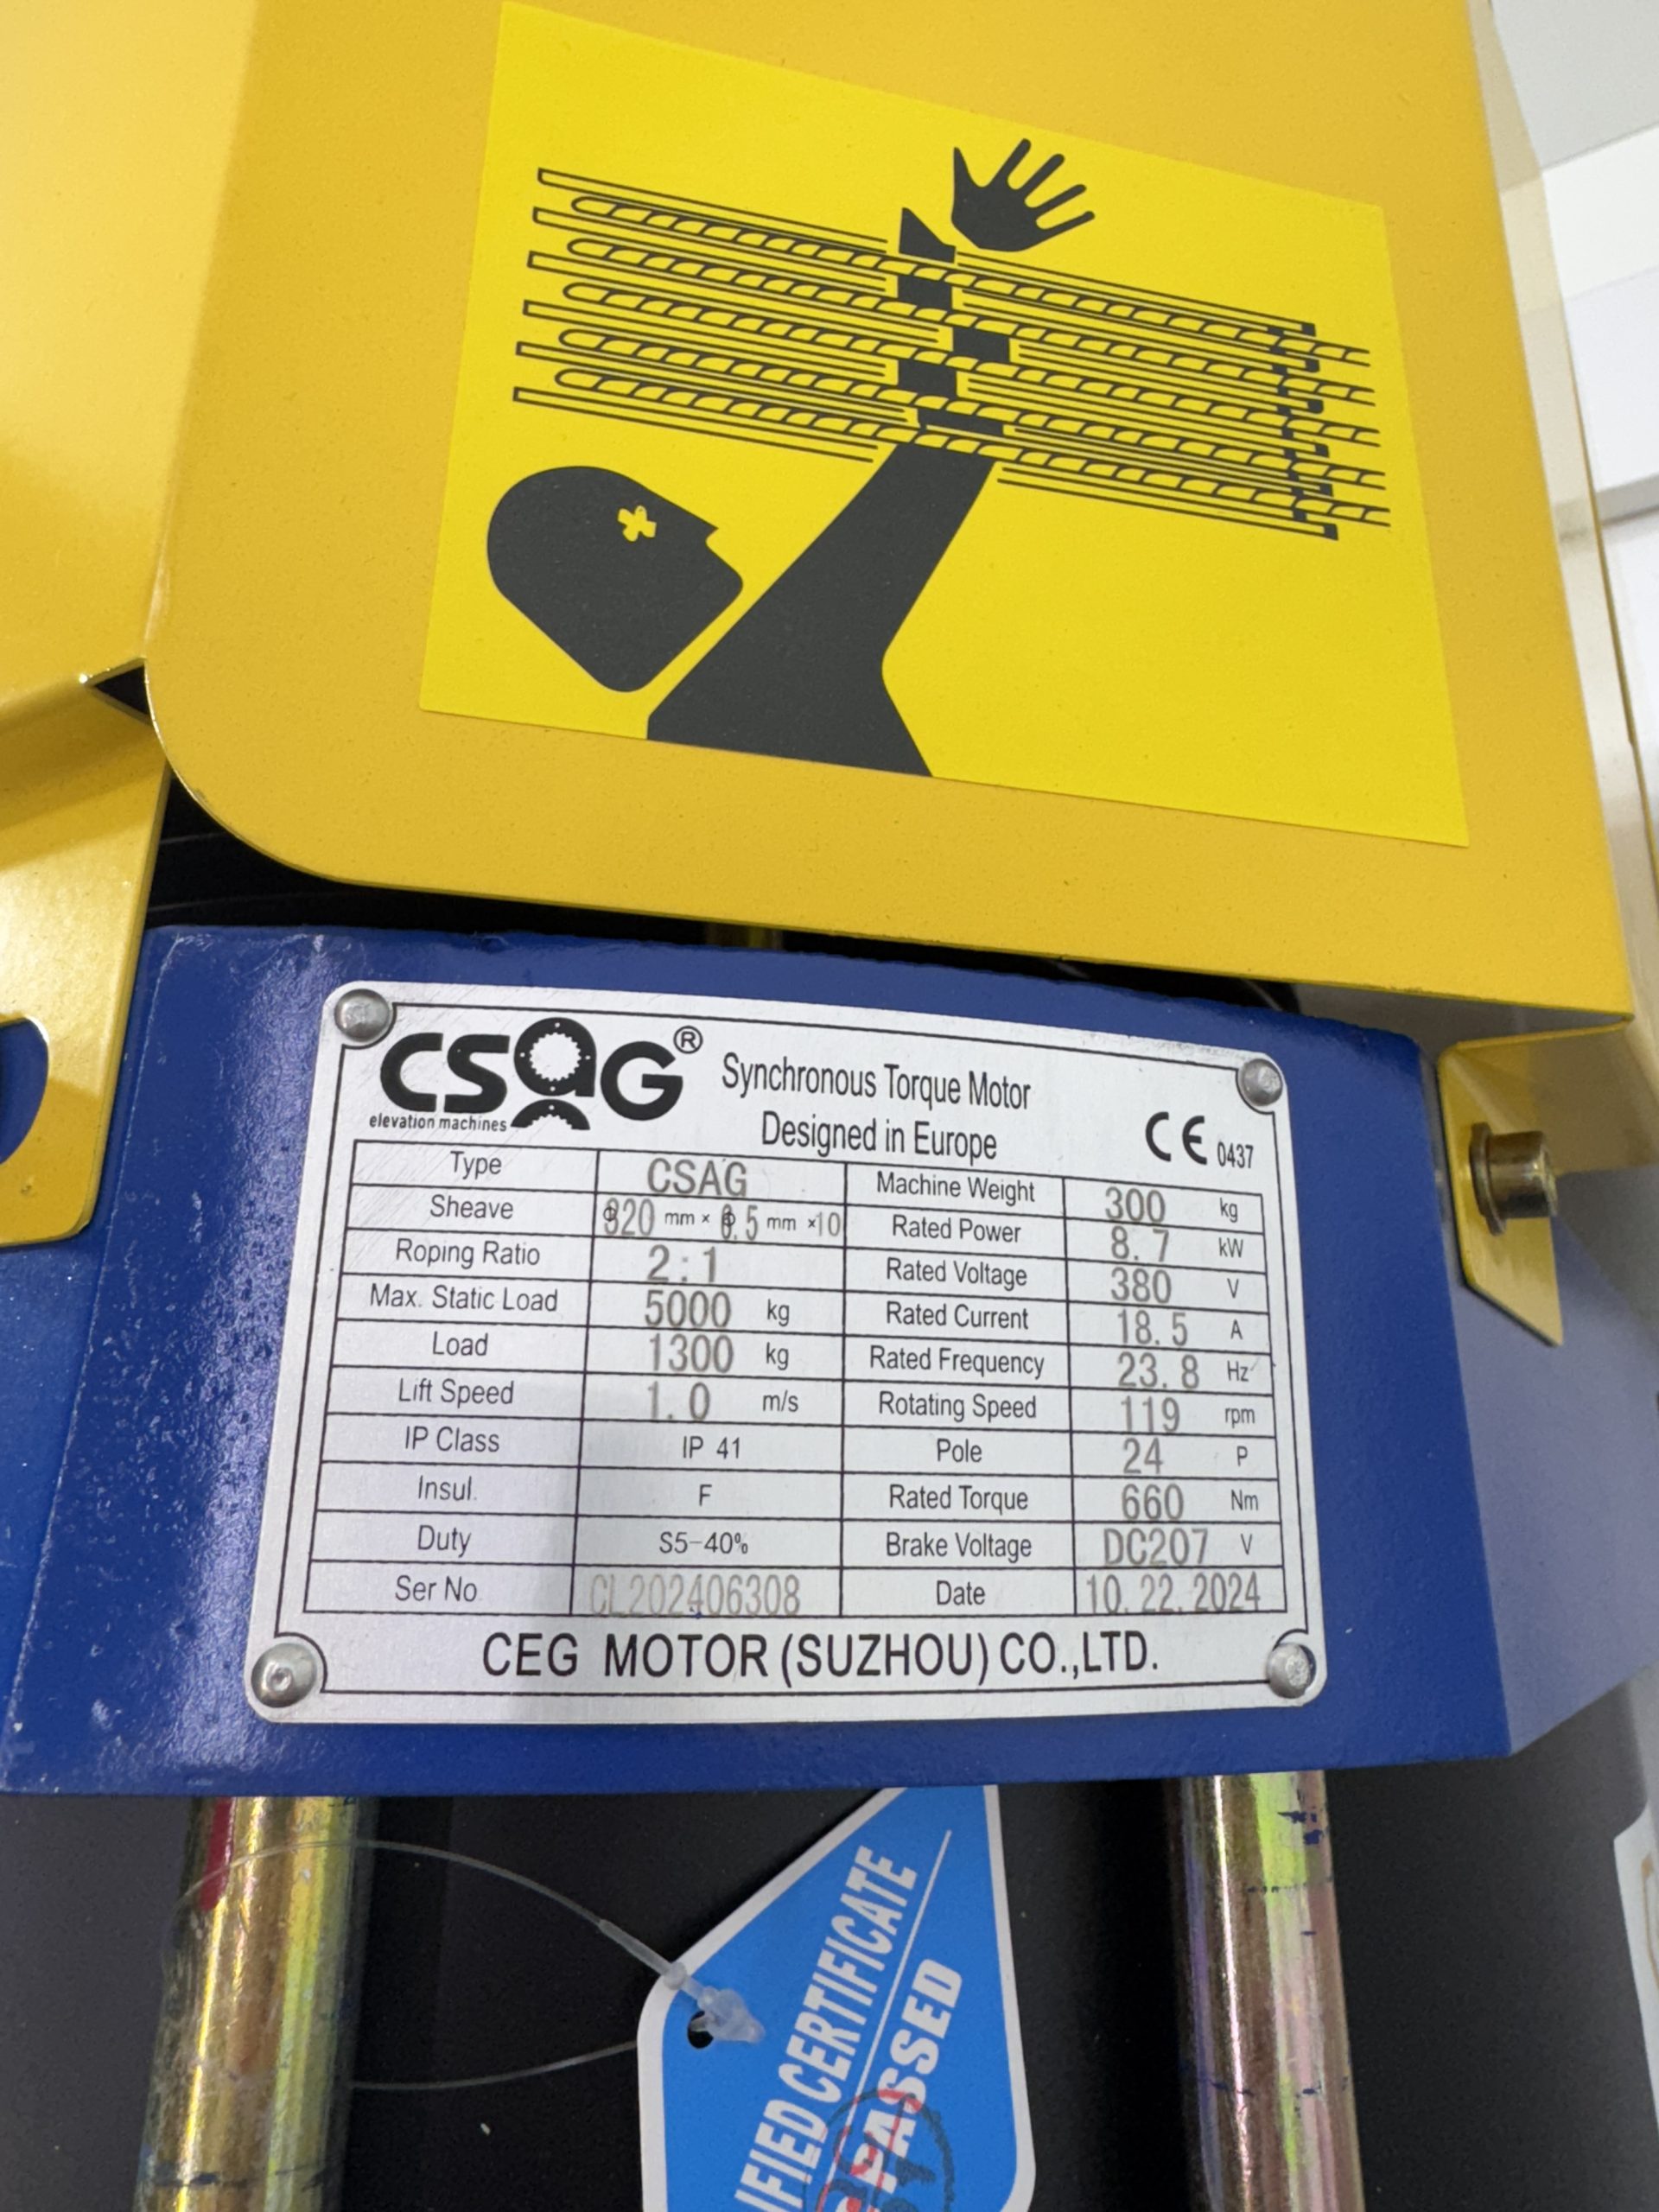 CSAG® Synchronous Torque Motor
elevation machines Designed in Europe CE 0437
Type CSAG Machine Weight 300 kg
Sheave 320 mm × 6.5 mm ×10 Rated Power 8.7 kW
Roping Ratio 2:1 Rated Voltage 380 V
Max. Static Load 5000 kg Rated Current 18.5 A
Load 1300 kg Rated Frequency 23.8 Hz
Lift Speed 1.0 m/s Rotating Speed 119 rpm
IP Class IP 41 Pole 24 P
Insul. F Rated Torque 660 Nm
Duty S5-40% Brake Voltage DC207 V
Ser No. CL202406308 Date 10.22.2024
CEG MOTOR (SUZHOU) CO.,LTD.
CERTIFICATE
PASSED